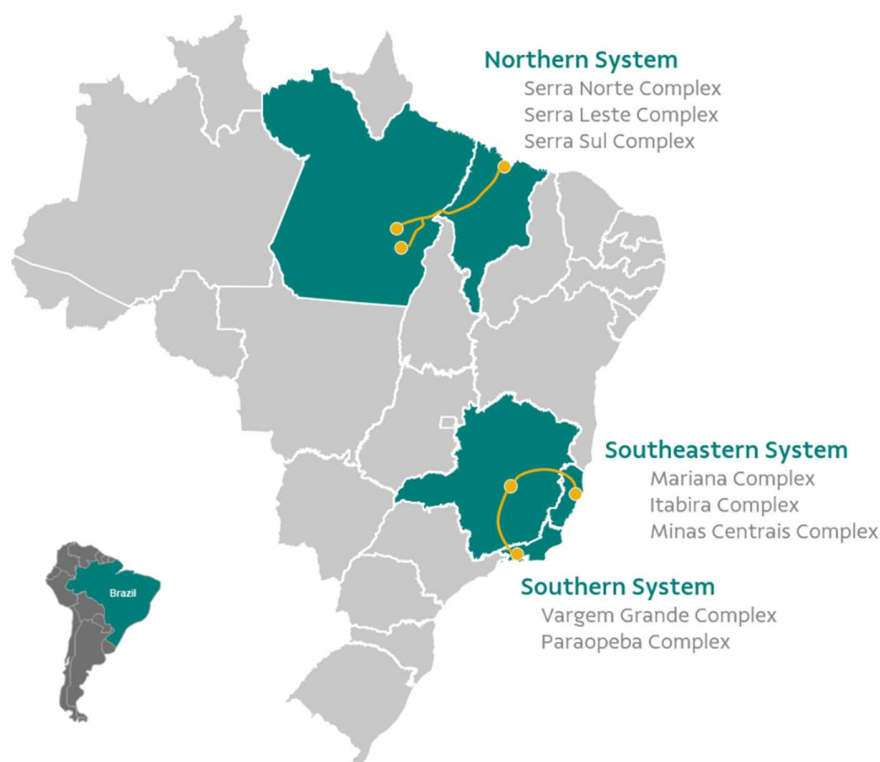 Northern System
Serra Norte Complex
Serra Leste Complex
Serra Sul Complex
Southeastern System
Mariana Complex
Itabira Complex
Minas Centrais Complex
Southern System
Vargem Grande Complex
Paraopeba Complex
Brazil